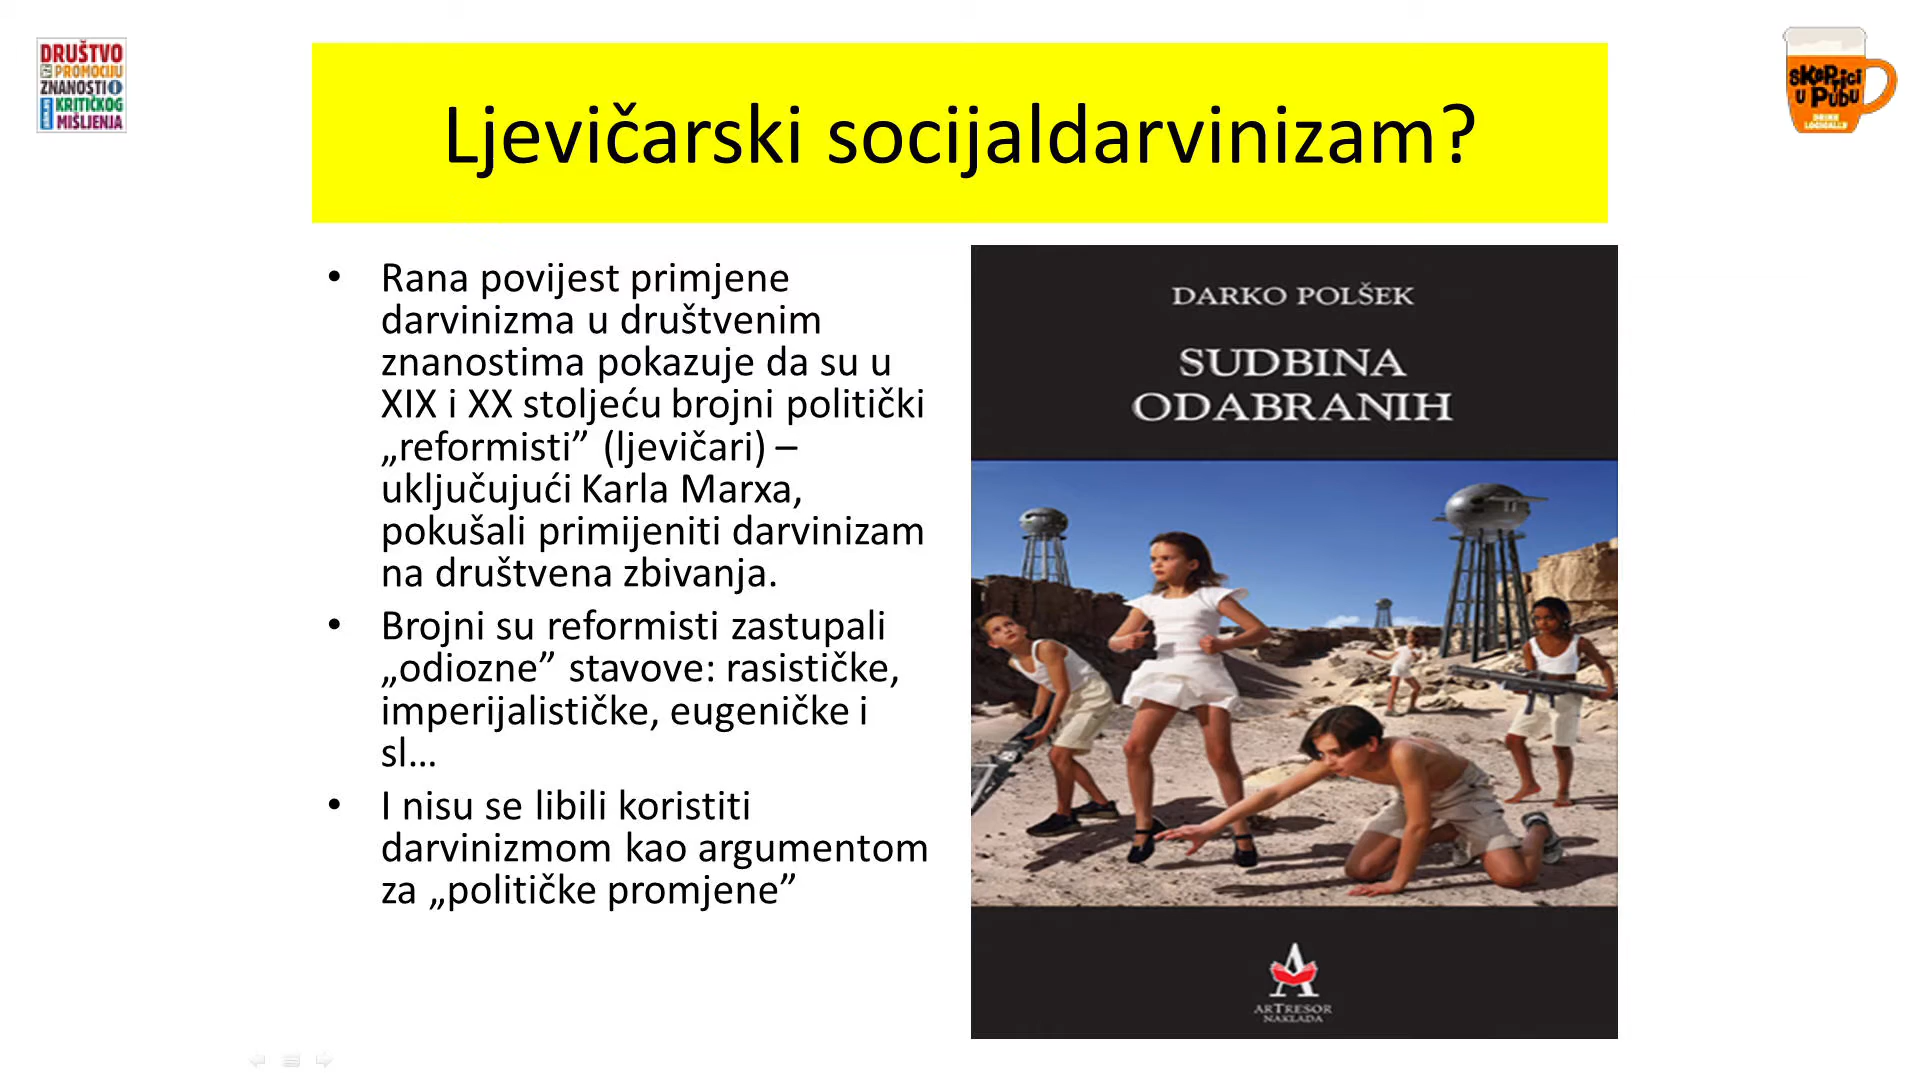 DRUŠTVO
ZA PROMOCIJU
ZNANOSTI I
KRITIČKOG
MIŠLJENJA
SKEPTICI
U PUBU
DRINK
LOGICALLY
Ljevičarski socijaldarvinizam?
• Rana povijest primjene
darvinizma u društvenim
znanostima pokazuje da su u
XIX i XX stoljeću brojni politički
„reformisti” (ljevičari) –
uključujući Karla Marxa,
pokušali primijeniti darvinizam
na društvena zbivanja.
• Brojni su reformisti zastupali
„odiozne” stavove: rasističke,
imperijalističke, eugeničke i
sl…
• I nisu se libili koristiti
darvinizmom kao argumentom
za „političke promjene”
DARKO POLŠEK
SUDBINA
ODABRANIH
ARTRESOR
NAKLADA